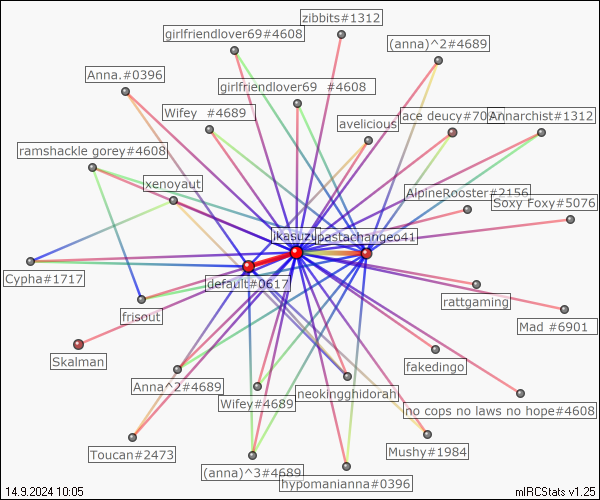 zibbits#1312
girlfriendlover69#4608
(anna)^2#4689
Anna.#0396
girlfriendlover69 #4608
Wifey #4689
ace deucy#70
Annarchist#1312
avelicious
ramshackle gorey#4608
xenoyaut
AlpineRooster#2156
Soxy Foxy#5076
pastachangeo41
Cypha#1717
default#0617
rattgaming
frisout
Mad #6901
Skalman
fakedingo
Anna^2#4689
neokingghidorah
Wifey#4689
no cops no laws no hope#4608
Toucan#2473
Mushy#1984
(anna)^3#4689
hypomanianna#0396
14.9.2024 10:05
mIRCStats v1.25